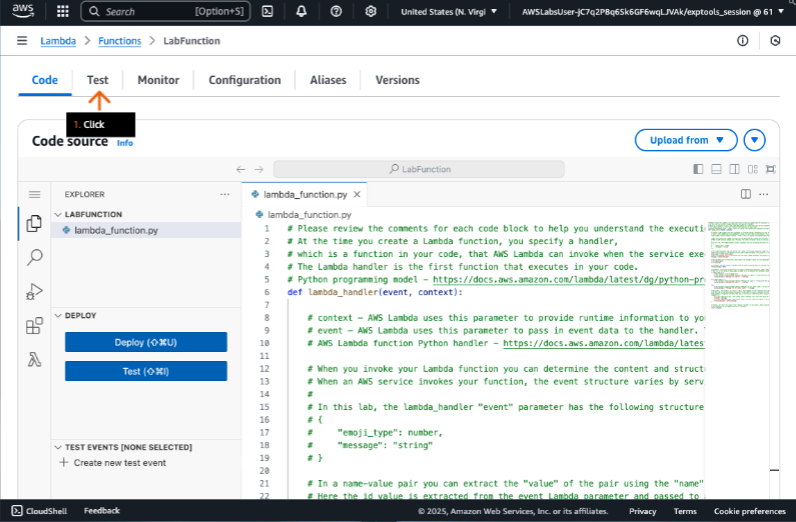 aws
Search [Option+S]
United States (N. Virgi
AWSLabsUser-jC7q2P8q6Sk6GF6wqLJVAk/exptools_session @ 61
Lambda > Functions > LabFunction
Code
Test
Monitor
Configuration
Aliases
Versions
1. Click
Code source
Info
Upload from
LabFunction
EXPLORER
LABFUNCTION
lambda_function.py
DEPLOY
Deploy (⇧⌘U)
Test (⇧⌘I)
TEST EVENTS [NONE SELECTED]
+ Create new test event
lambda_function.py
lambda_function.py
1 # Please review the comments for each code block to help you understand the executi
2 # At the time you create a Lambda function, you specify a handler,
3 # which is a function in your code, that AWS Lambda can invoke when the service exe
4 # The Lambda handler is the first function that executes in your code.
5 # Python programming model – https://docs.aws.amazon.com/lambda/latest/dg/python-pr
6 def lambda_handler(event, context):
7
8 # context – AWS Lambda uses this parameter to provide runtime information to yo
9 # event – AWS Lambda uses this parameter to pass in event data to the handler.
10 # AWS Lambda function Python handler – https://docs.aws.amazon.com/lambda/lates
11
12 # When you invoke your Lambda function you can determine the content and struct
13 # When an AWS service invokes your function, the event structure varies by serv
14 #
15 # In this lab, the lambda_handler "event" parameter has the following structure
16 # {
17 # "emoji_type": number,
18 # "message": "string"
19 # }
20
21 # In a name-value pair you can extract the "value" of the pair using the "name"
22 # Here the id value is extracted from the event Lambda parameter and passed to
CloudShell
Feedback
© 2025, Amazon Web Services, Inc. or its affiliates.
Privacy
Terms
Cookie preferences